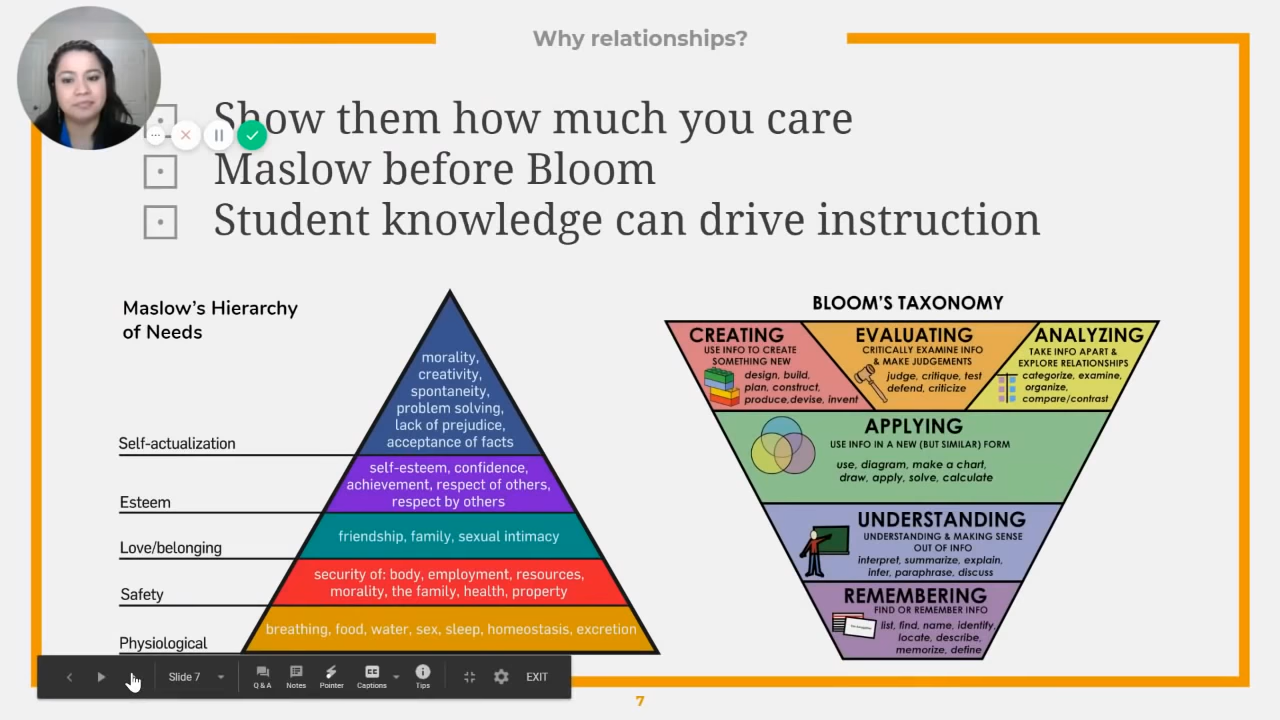 Why relationships?
Show them how much you care
Maslow before Bloom
Student knowledge can drive instruction
Maslow's Hierarchy
of Needs
morality,
creativity,
spontaneity,
problem solving,
lack of prejudice,
acceptance of facts
Self-actualization
self-esteem, confidence,
achievement, respect of others,
respect by others
Esteem
friendship, family, sexual intimacy
Love/belonging
security of: body, employment, resources,
morality, the family, health, property
Safety
breathing, food, water, sex, sleep, homeostasis, excretion
Physiological
BLOOM'S TAXONOMY
CREATING
USE INFO TO CREATE
SOMETHING NEW
design, build,
plan, construct,
produce,devise, invent
EVALUATING
CRITICALLY EXAMINE INFO
& MAKE JUDGEMENTS
judge, critique, test
defend, criticize
ANALYZING
TAKE INFO APART &
EXPLORE RELATIONSHIPS
categorize, examine,
organize,
compare/contrast
APPLYING
USE INFO IN A NEW (BUT SIMILAR) FORM
use, diagram, make a chart,
draw, apply, solve, calculate
UNDERSTANDING
UNDERSTANDING & MAKING SENSE
OUT OF INFO
interpret, summarize, explain,
infer, paraphrase, discuss
REMEMBERING
FIND OR REMEMBER INFO
list, find, name, identify,
locate, describe,
memorize, define
Slide 7
Q & A
Notes
Pointer
CC
Captions
Tips
EXIT
7